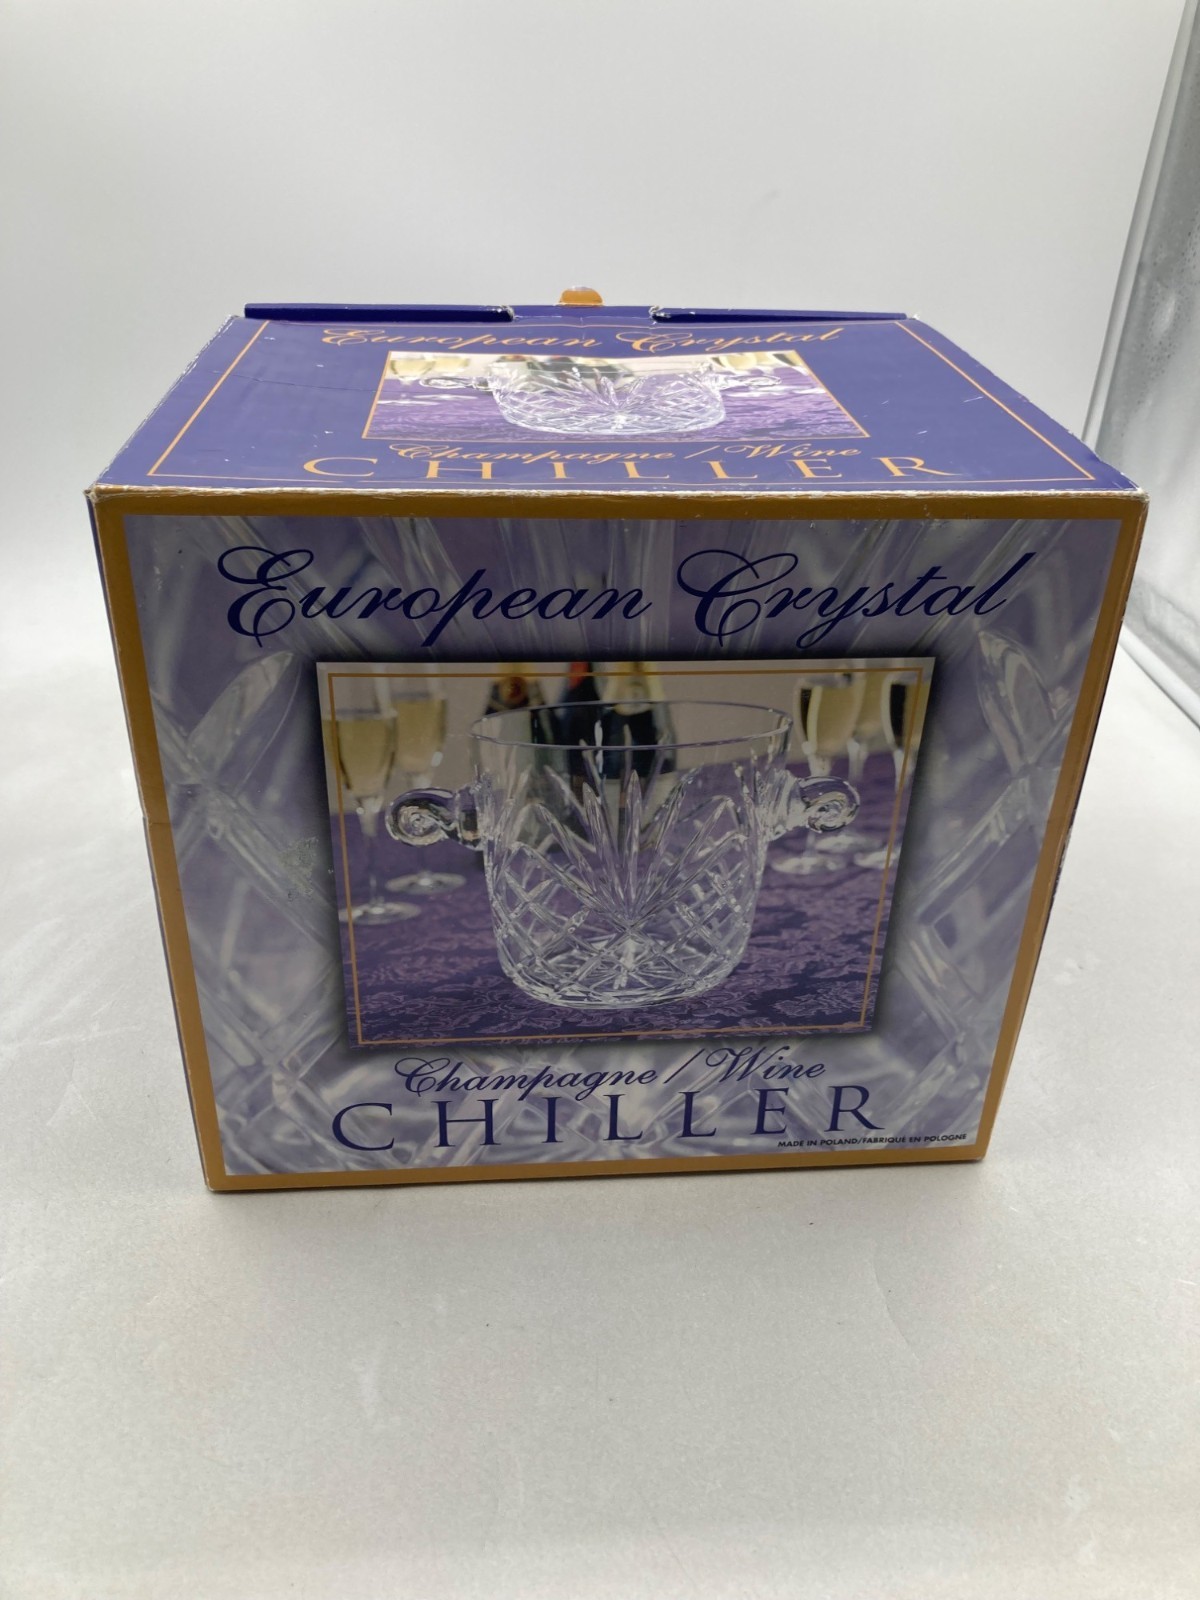 European Crystal
Champagne / Wine
CHILLER
European Crystal
Champagne / Wine
CHILLER
MADE IN POLAND/FABRIQUE EN POLOGNE